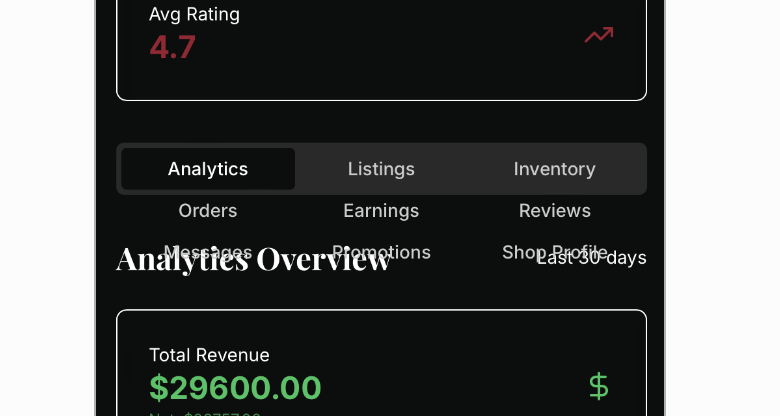 Avg Rating
4.7
Analytics Listings Inventory
Orders Earnings Reviews
Messages Promotions Shop Profile
Analytics Overview Last 30 days
Total Revenue
$29600.00